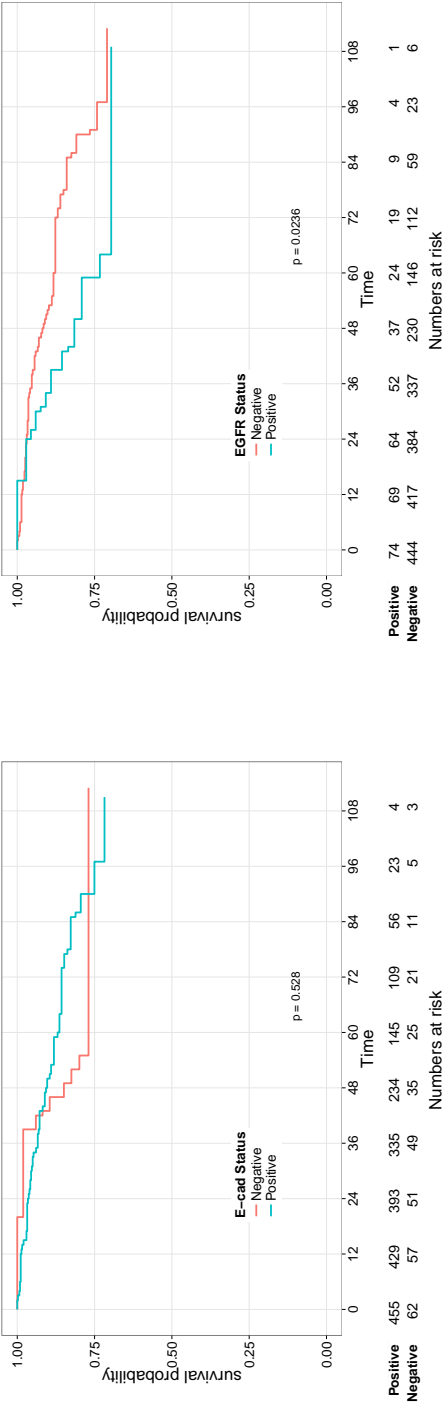 1.00
0.75
0.50
0.25
0.00
survival probability
E−cad Status
Negative
Positive
p = 0.528
0 12 24 36 48 60 72 84 96 108
Time
Positive 455 429 393 335 234 145 109 56 23 4
Negative 62 57 51 49 35 25 21 11 5 3
Numbers at risk
1.00
0.75
0.50
0.25
0.00
survival probability
EGFR Status
Negative
Positive
p = 0.0236
0 12 24 36 48 60 72 84 96 108
Time
Positive 74 69 64 52 37 24 19 9 4 1
Negative 444 417 384 337 230 146 112 59 23 6
Numbers at risk